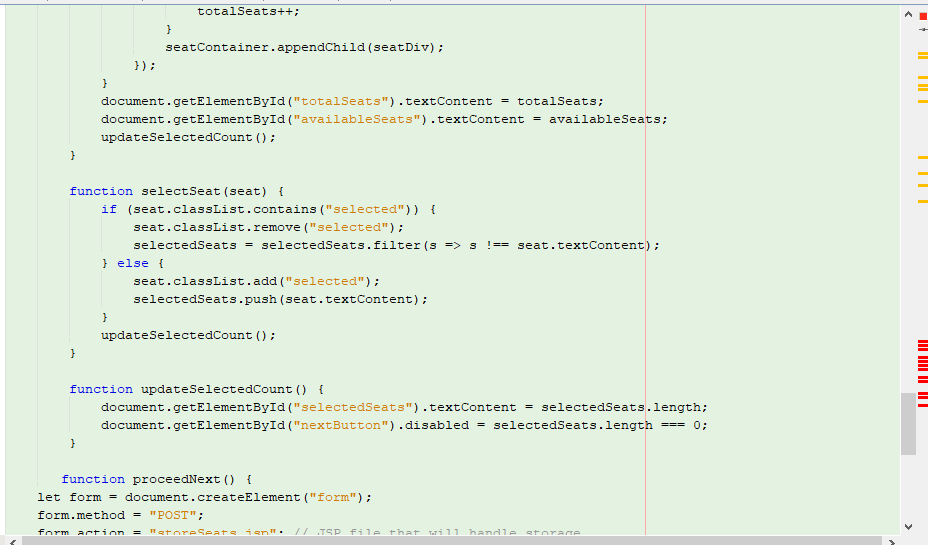 totalSeats++;
}
seatContainer.appendChild(seatDiv);
});
}
document.getElementById("totalSeats").textContent = totalSeats;
document.getElementById("availableSeats").textContent = availableSeats;
updateSelectedCount();
}
function selectSeat(seat) {
if (seat.classList.contains("selected")) {
seat.classList.remove("selected");
selectedSeats = selectedSeats.filter(s => s !== seat.textContent);
} else {
seat.classList.add("selected");
selectedSeats.push(seat.textContent);
}
updateSelectedCount();
}
function updateSelectedCount() {
document.getElementById("selectedSeats").textContent = selectedSeats.length;
document.getElementById("nextButton").disabled = selectedSeats.length === 0;
}
function proceedNext() {
let form = document.createElement("form");
form.method = "POST";
form.action = "storeSeats.jsp"; // JSP file that will handle storage